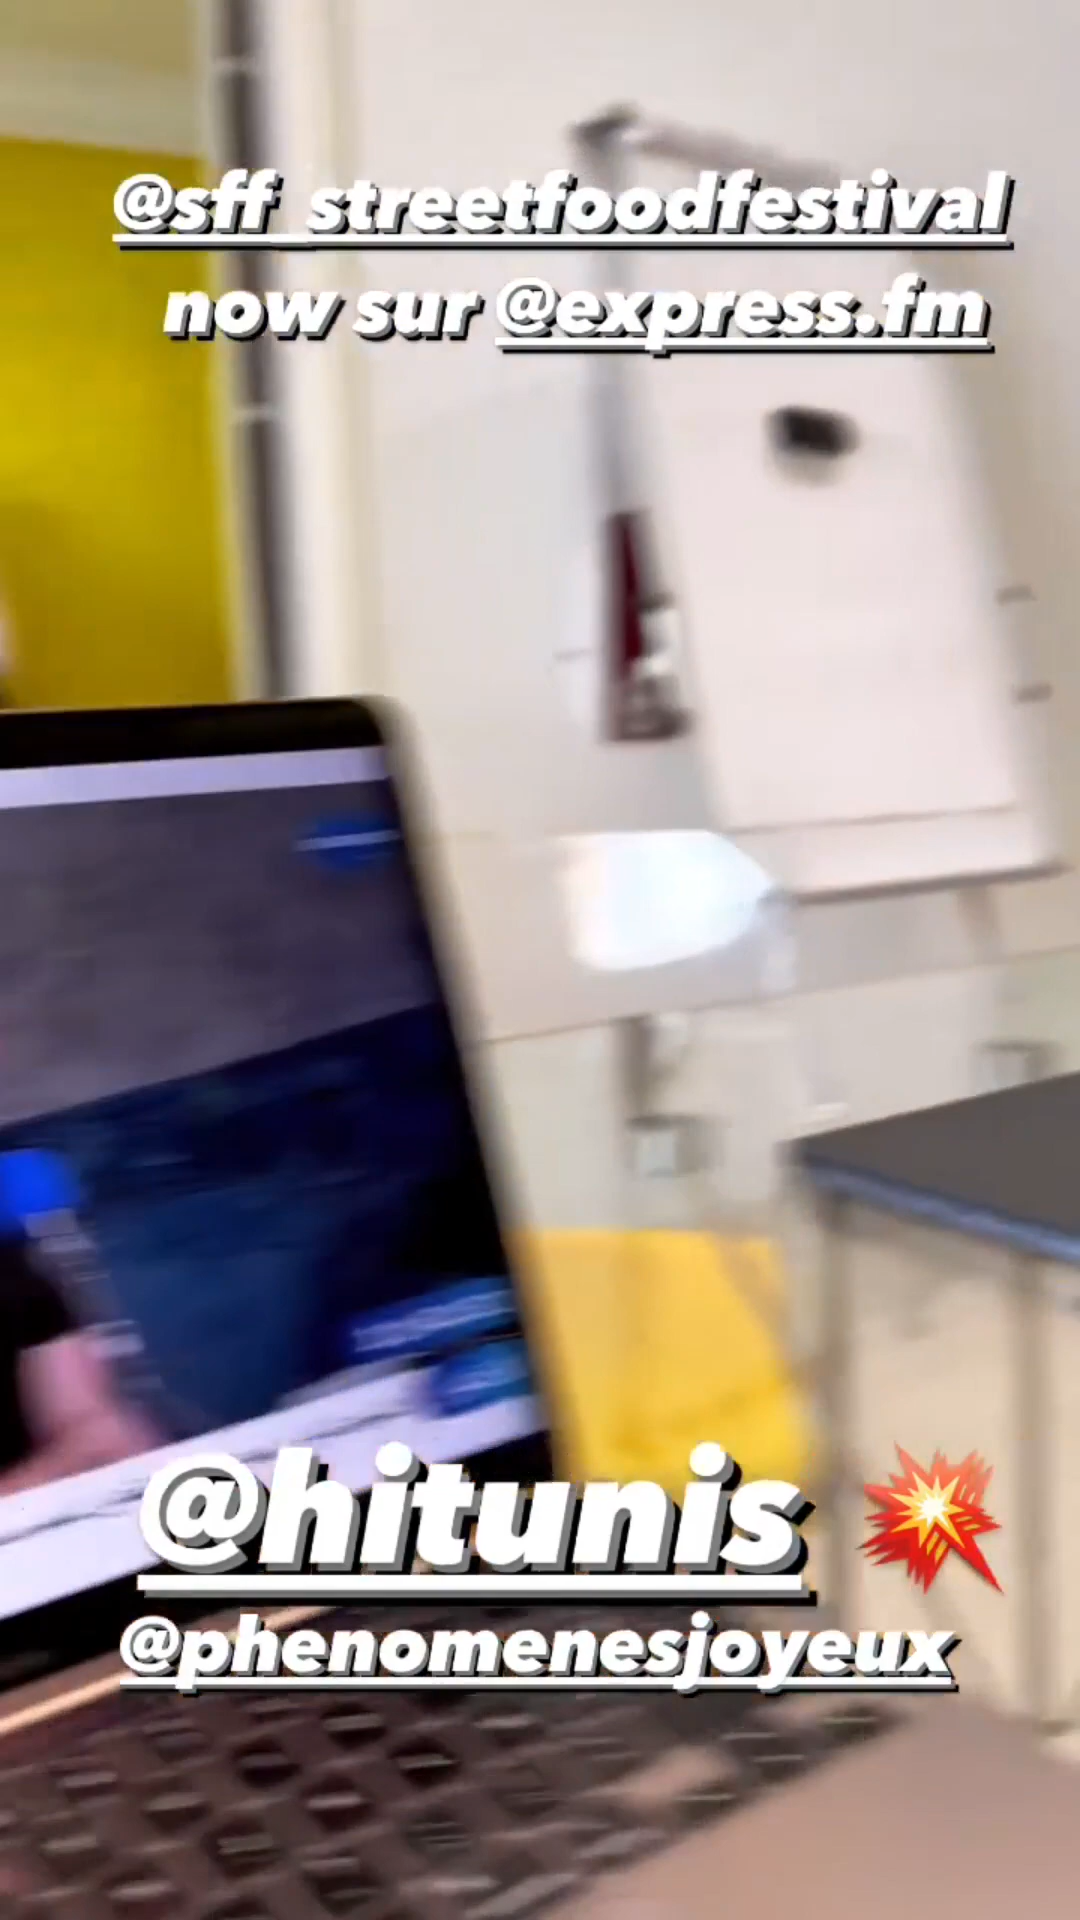 @sff_streetfoodfestival
now sur @express.fm
@hitunis 💥
@phenomenesjoyeux